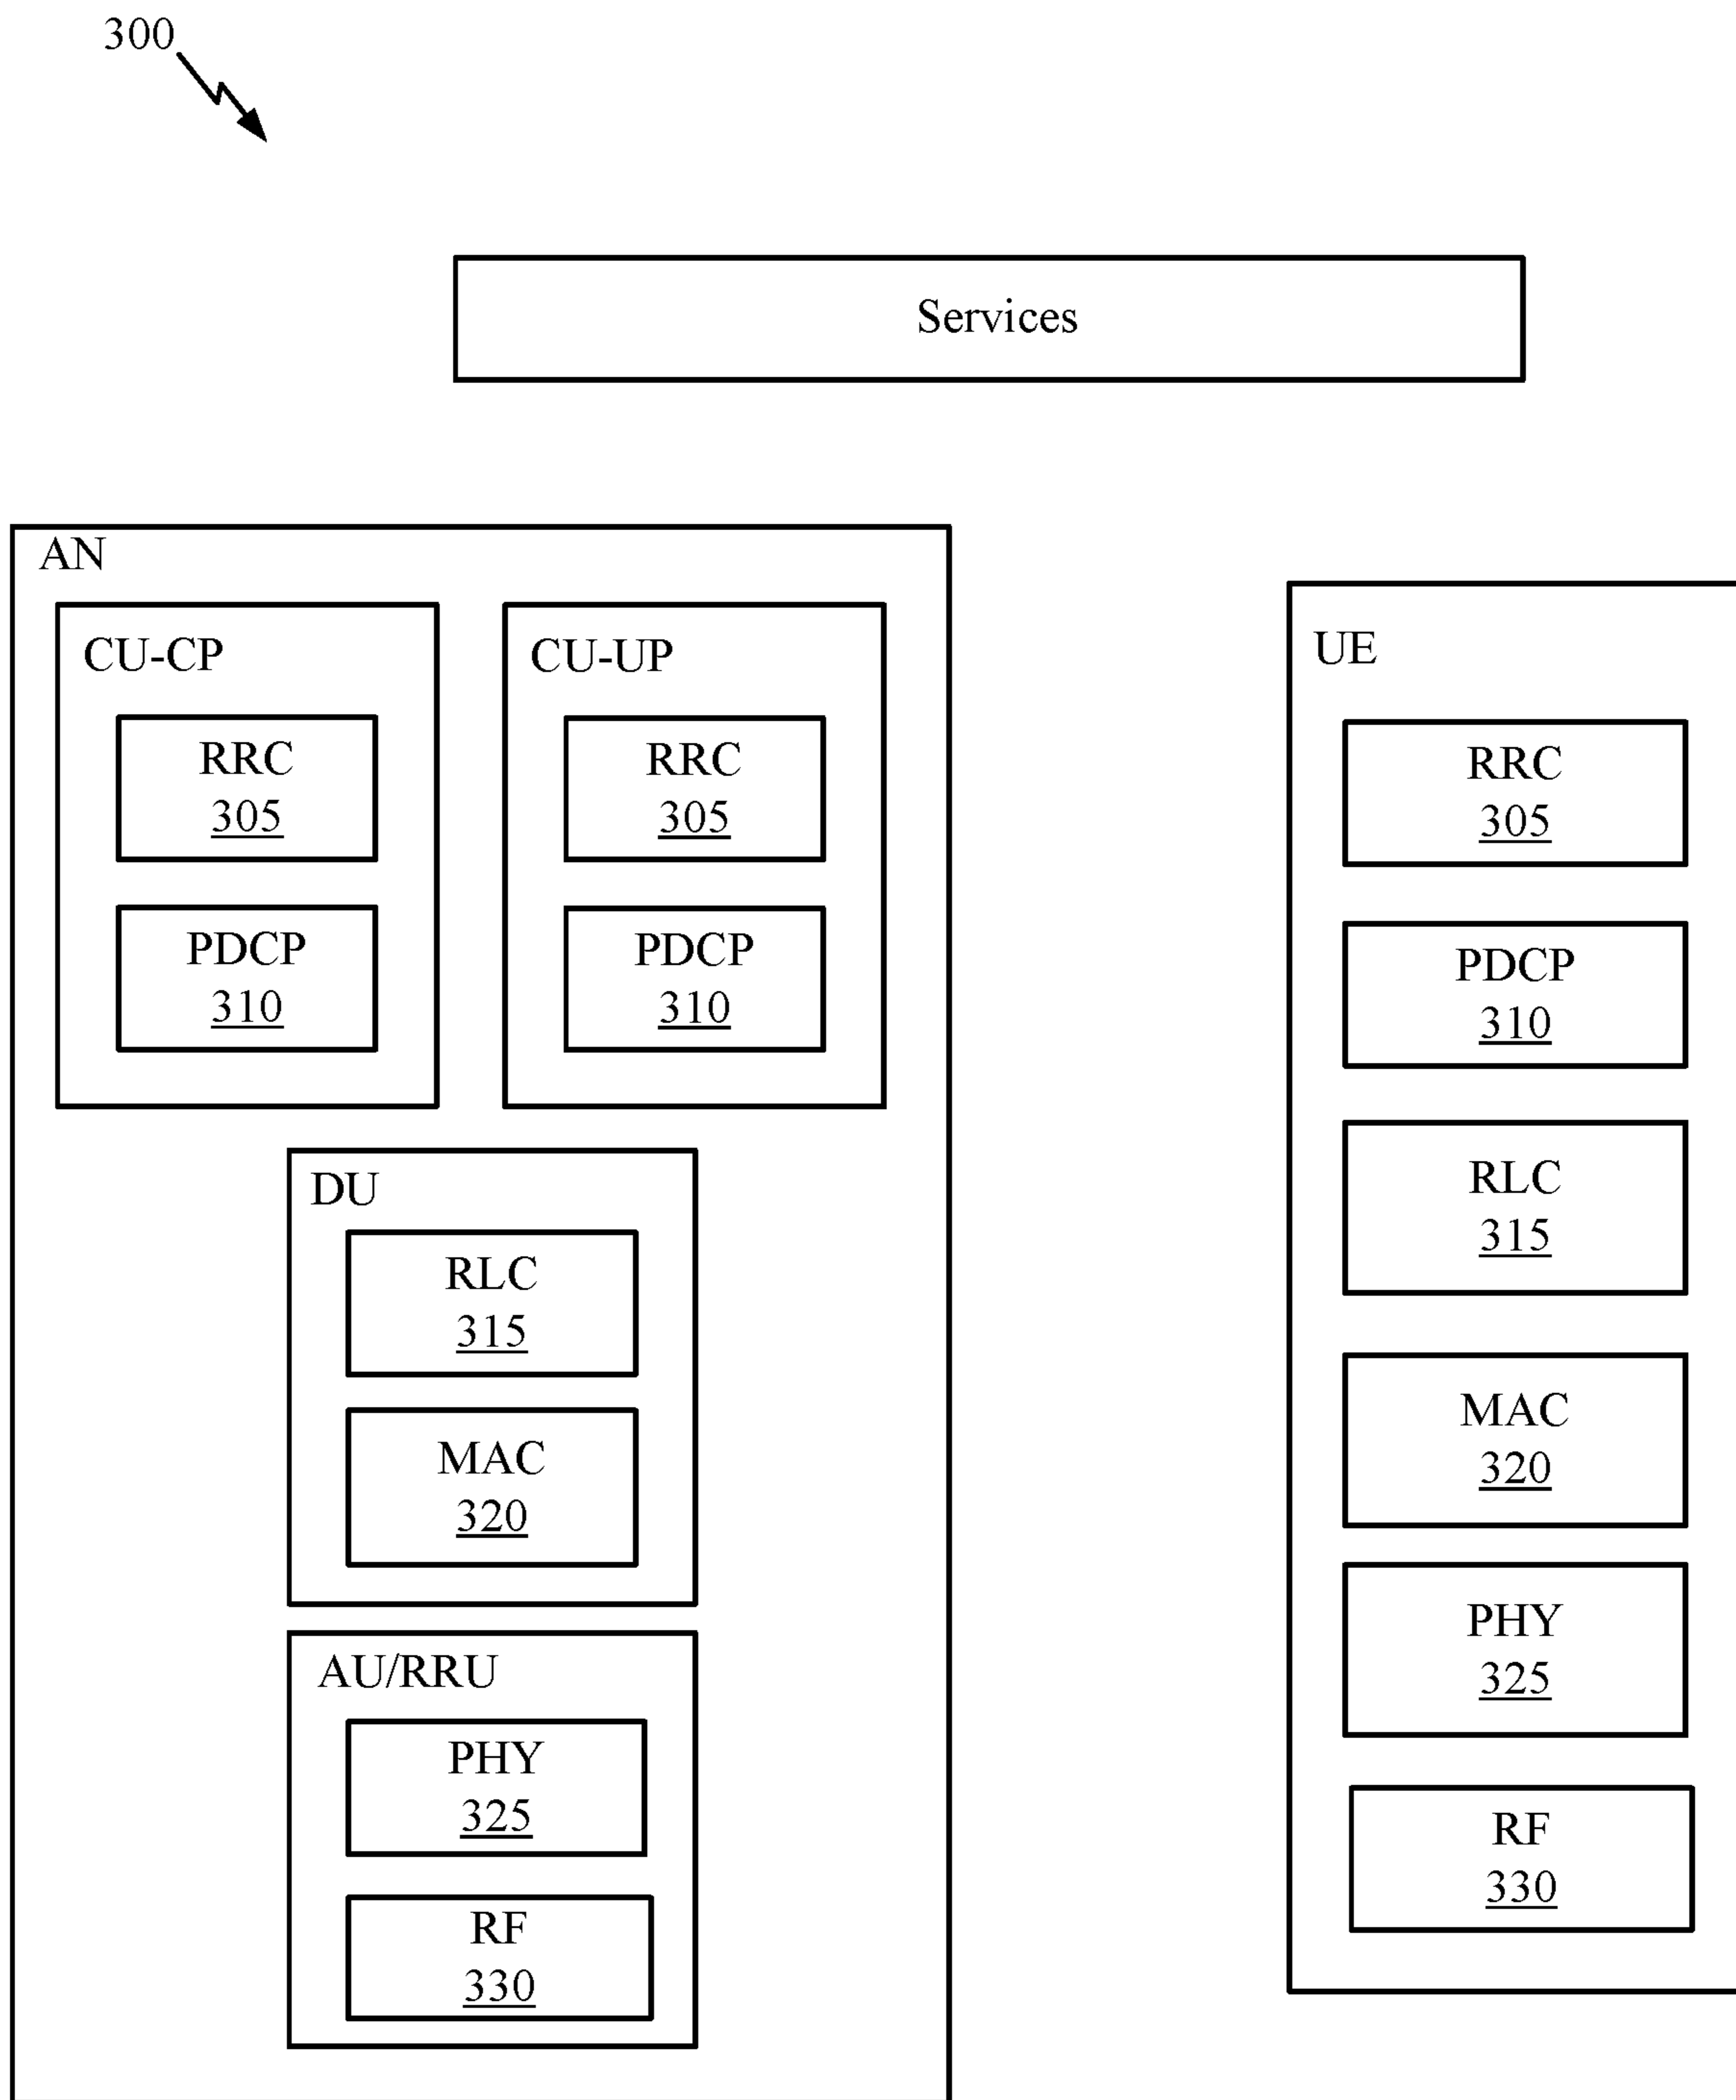 300
Services
AN
CU-CP
RRC
305
PDCP
310
CU-UP
RRC
305
PDCP
310
DU
RLC
315
MAC
320
AU/RRU
PHY
325
RF
330
UE
RRC
305
PDCP
310
RLC
315
MAC
320
PHY
325
RF
330